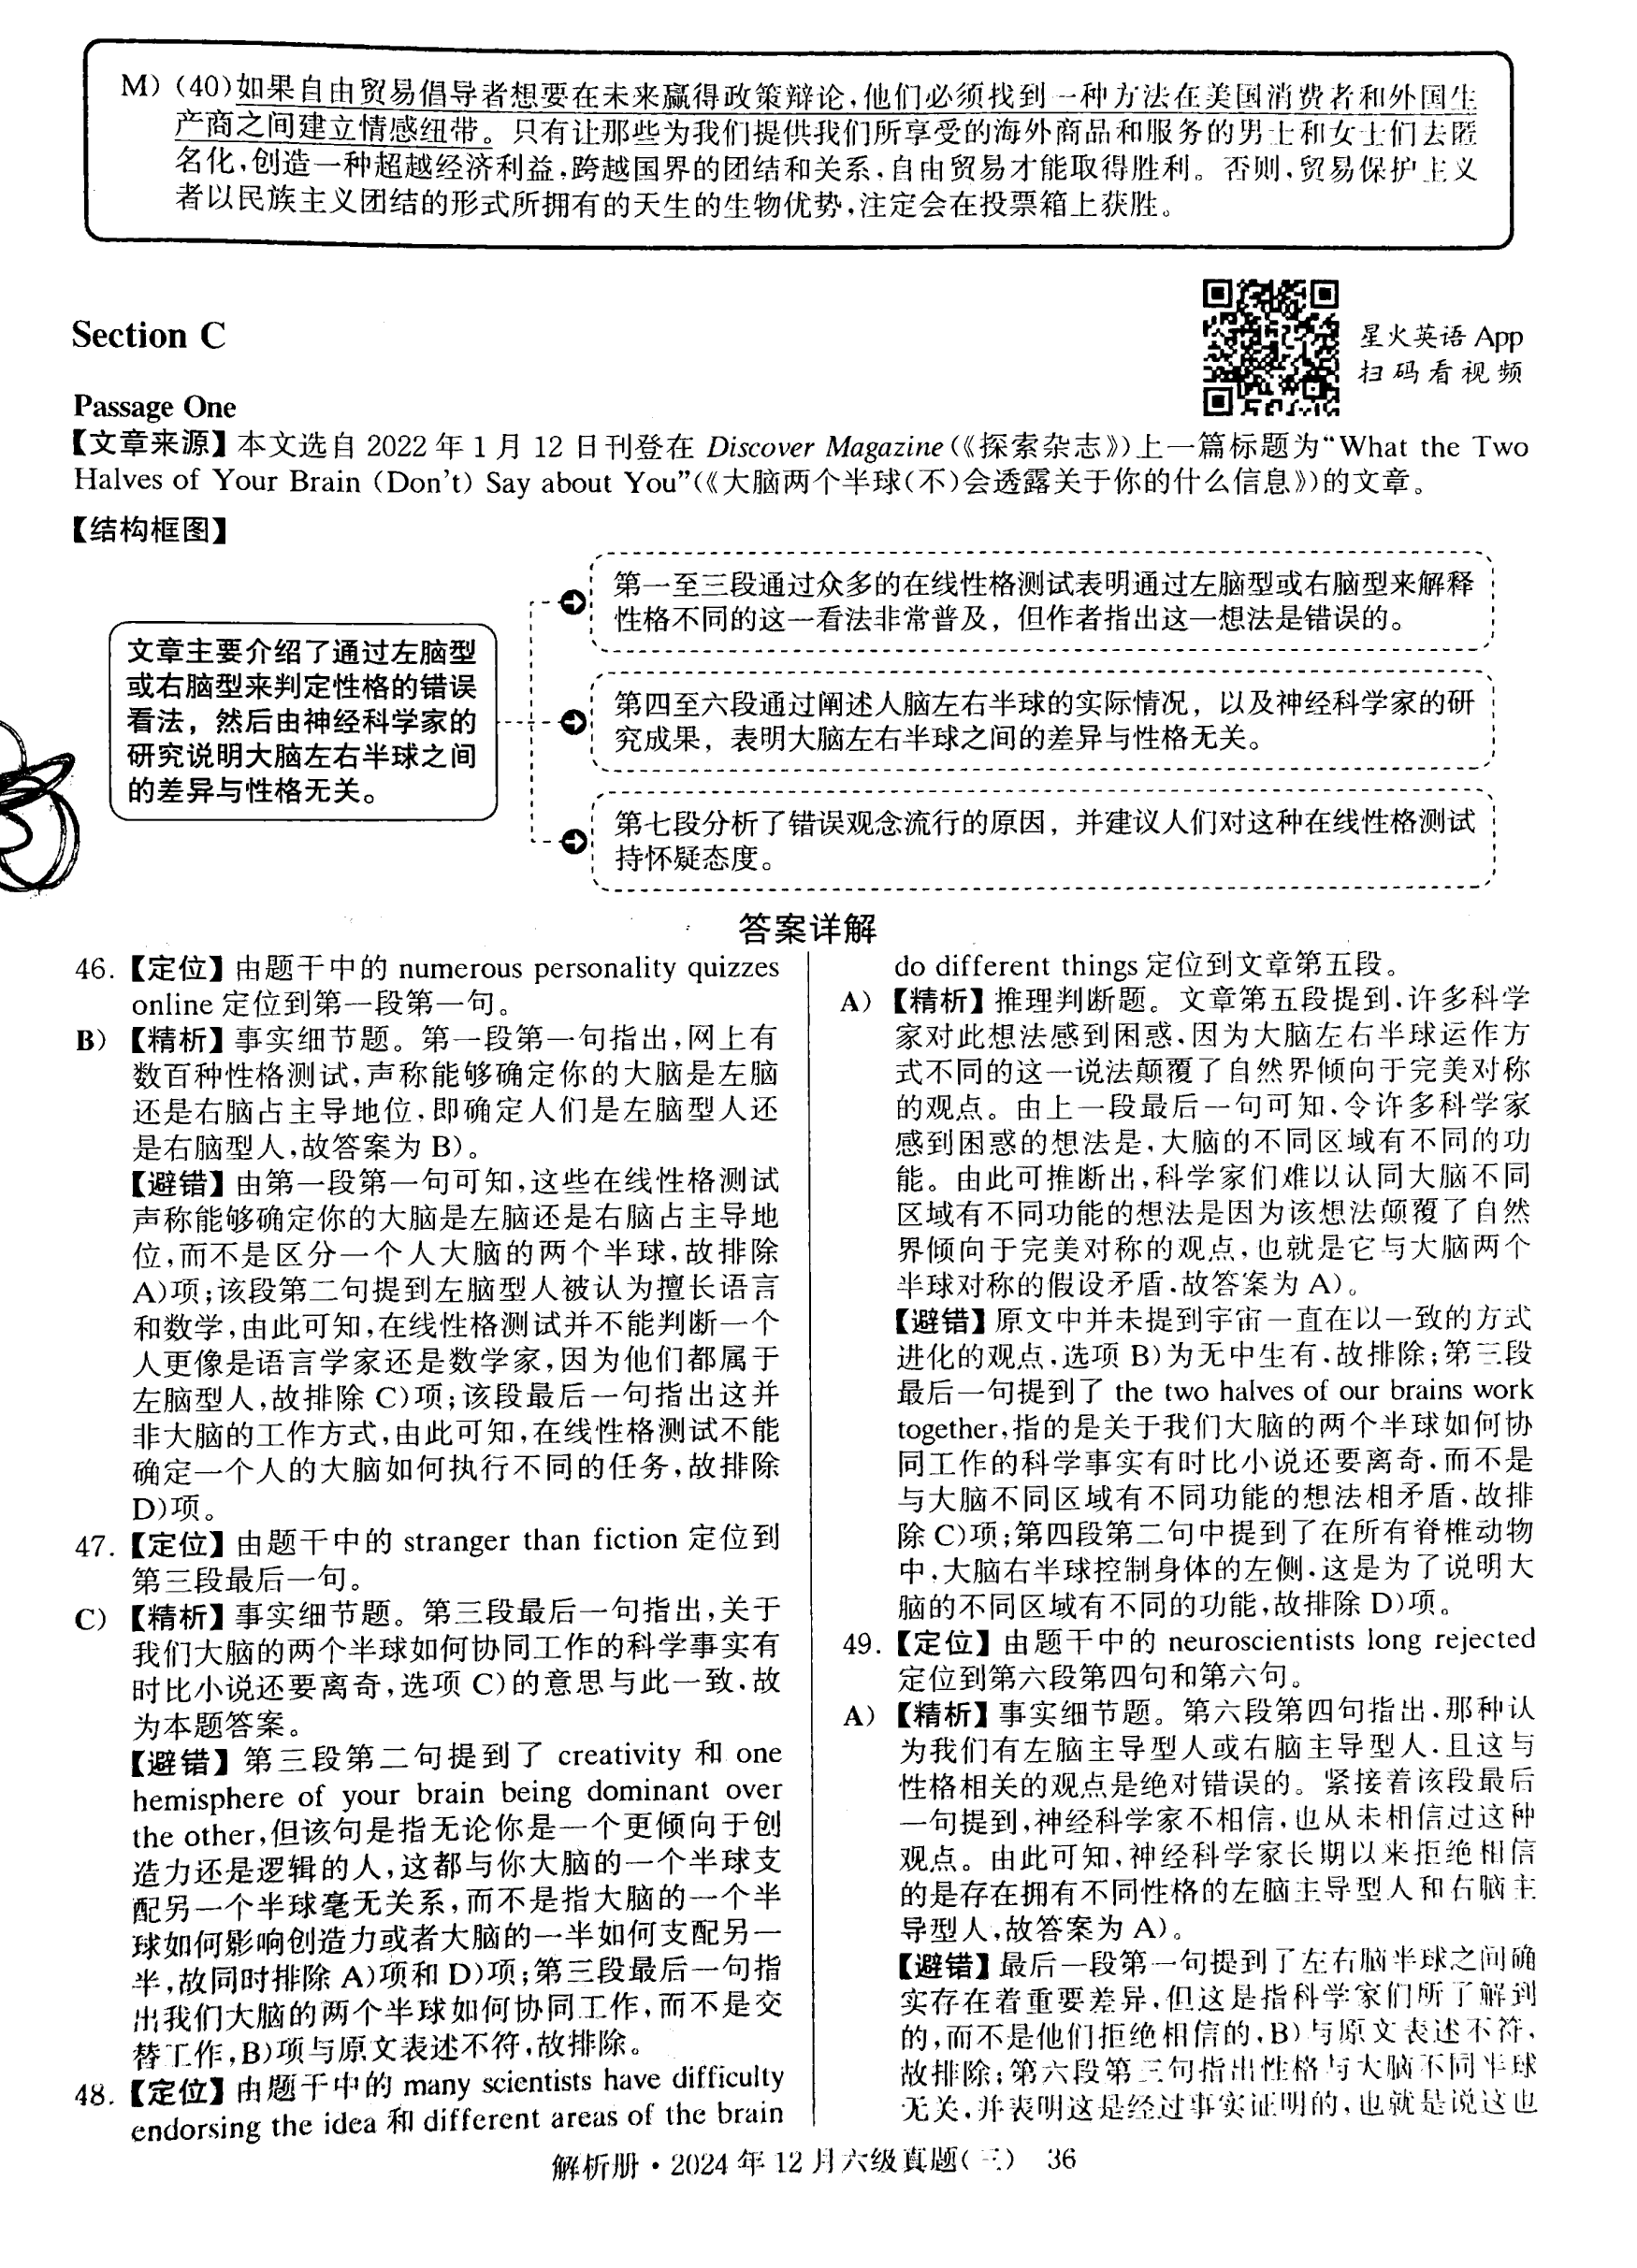 M) (40)如果自由贸易倡导者想要在未来赢得政策辩论,他们必须找到一种方法在美国消费者和外国生
产商之间建立情感纽带。只有让那些为我们提供我们所享受的海外商品和服务的男士和女士们去匿
名化,创造一种超越经济利益,跨越国界的团结和关系,自由贸易才能取得胜利。否则,贸易保护主义
者以民族主义团结的形式所拥有的天生的生物优势,注定会在投票箱上获胜。
Section C
星火英语 App
扫码看视频
Passage One
【文章来源】本文选自 2022 年 1 月 12 日刊登在 Discover Magazine(《探索杂志》)上一篇标题为“What the Two
Halves of Your Brain (Don't) Say about You”(《大脑两个半球(不)会透露关于你的什么信息》)的文章。
【结构框图】
文章主要介绍了通过左脑型
或右脑型来判定性格的错误
看法，然后由神经科学家的
研究说明大脑左右半球之间
的差异与性格无关。
第一至三段通过众多的在线性格测试表明通过左脑型或右脑型来解释
性格不同的这一看法非常普及，但作者指出这一想法是错误的。
第四至六段通过阐述人脑左右半球的实际情况，以及神经科学家的研
究成果，表明大脑左右半球之间的差异与性格无关。
第七段分析了错误观念流行的原因，并建议人们对这种在线性格测试
持怀疑态度。
答案详解
46.【定位】由题干中的 numerous personality quizzes
online 定位到第一段第一句。
B) 【精析】事实细节题。第一段第一句指出,网上有
数百种性格测试,声称能够确定你的大脑是左脑
还是右脑占主导地位,即确定人们是左脑型人还
是右脑型人,故答案为 B)。
【避错】由第一段第一句可知,这些在线性格测试
声称能够确定你的大脑是左脑还是右脑占主导地
位,而不是区分一个人大脑的两个半球,故排除
A)项;该段第二句提到左脑型人被认为擅长语言
和数学,由此可知,在线性格测试并不能判断一个
人更像是语言学家还是数学家,因为他们都属于
左脑型人,故排除 C)项;该段最后一句指出这并
非大脑的工作方式,由此可知,在线性格测试不能
确定一个人的大脑如何执行不同的任务,故排除
D)项。
47.【定位】由题干中的 stranger than fiction 定位到
第三段最后一句。
C) 【精析】事实细节题。第三段最后一句指出,关于
我们大脑的两个半球如何协同工作的科学事实有
时比小说还要离奇,选项 C)的意思与此一致,故
为本题答案。
【避错】第三段第二句提到了 creativity 和 one
hemisphere of your brain being dominant over
the other,但该句是指无论你是一个更倾向于创
造力还是逻辑的人,这都与你大脑的一个半球支
配另一个半球毫无关系,而不是指大脑的一个半
球如何影响创造力或者大脑的一半如何支配另一
半,故同时排除 A)项和 D)项;第三段最后一句指
出我们大脑的两个半球如何协同工作,而不是交
替工作,B)项与原文表述不符,故排除。
48.【定位】由题干中的 many scientists have difficulty
endorsing the idea 和 different areas of the brain
do different things 定位到文章第五段。
A) 【精析】推理判断题。文章第五段提到,许多科学
家对此想法感到困惑,因为大脑左右半球运作方
式不同的这一说法颠覆了自然界倾向于完美对称
的观点。由上一段最后一句可知,令许多科学家
感到困惑的想法是,大脑的不同区域有不同的功
能。由此可推断出,科学家们难以认同大脑不同
区域有不同功能的想法是因为该想法颠覆了自然
界倾向于完美对称的观点,也就是它与大脑两个
半球对称的假设矛盾,故答案为 A)。
【避错】原文中并未提到宇宙一直在以一致的方式
进化的观点,选项 B)为无中生有,故排除;第三段
最后一句提到了 the two halves of our brains work
together,指的是关于我们大脑的两个半球如何协
同工作的科学事实有时比小说还要离奇,而不是
与大脑不同区域有不同功能的想法相矛盾,故排
除 C)项;第四段第二句中提到了在所有脊椎动物
中,大脑右半球控制身体的左侧,这是为了说明大
脑的不同区域有不同的功能,故排除 D)项。
49.【定位】由题干中的 neuroscientists long rejected
定位到第六段第四句和第六句。
A) 【精析】事实细节题。第六段第四句指出,那种认
为我们有左脑主导型人或右脑主导型人,且这与
性格相关的观点是绝对错误的。紧接着该段最后
一句提到,神经科学家不相信,也从未相信过这种
观点。由此可知,神经科学家长期以来拒绝相信
的是存在拥有不同性格的左脑主导型人和右脑主
导型人,故答案为 A)。
【避错】最后一段第一句提到了左右脑半球之间确
实存在着重要差异,但这是指科学家们所了解到
的,而不是他们拒绝相信的,B)与原文表述不符,
故排除;第六段第三句指出性格与大脑不同半球
无关,并表明这是经过事实证明的,也就是说这也
解析册·2024 年 12 月六级真题(三) 36